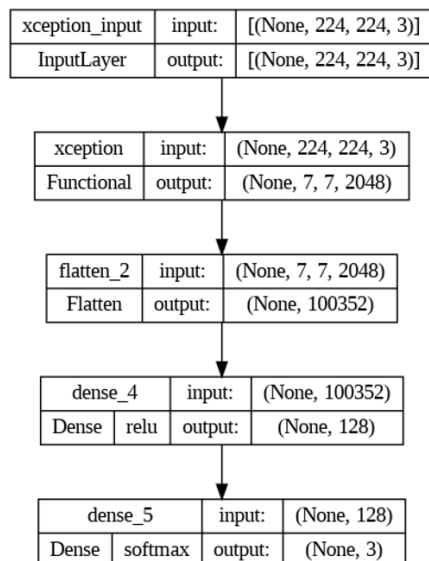 xception_input input: [(None, 224, 224, 3)]
InputLayer output: [(None, 224, 224, 3)]
xception input: (None, 224, 224, 3)
Functional output: (None, 7, 7, 2048)
flatten_2 input: (None, 7, 7, 2048)
Flatten output: (None, 100352)
dense_4 input: (None, 100352)
Dense relu output: (None, 128)
dense_5 input: (None, 128)
Dense softmax output: (None, 3)